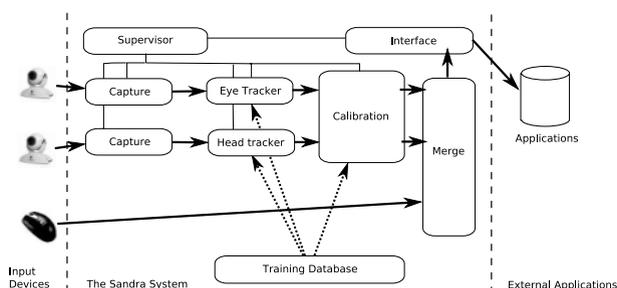 Supervisor
Interface
Capture
Eye Tracker
Calibration
Applications
Capture
Head tracker
Merge
Training Database
Input
Devices
The Sandra System
External Applications